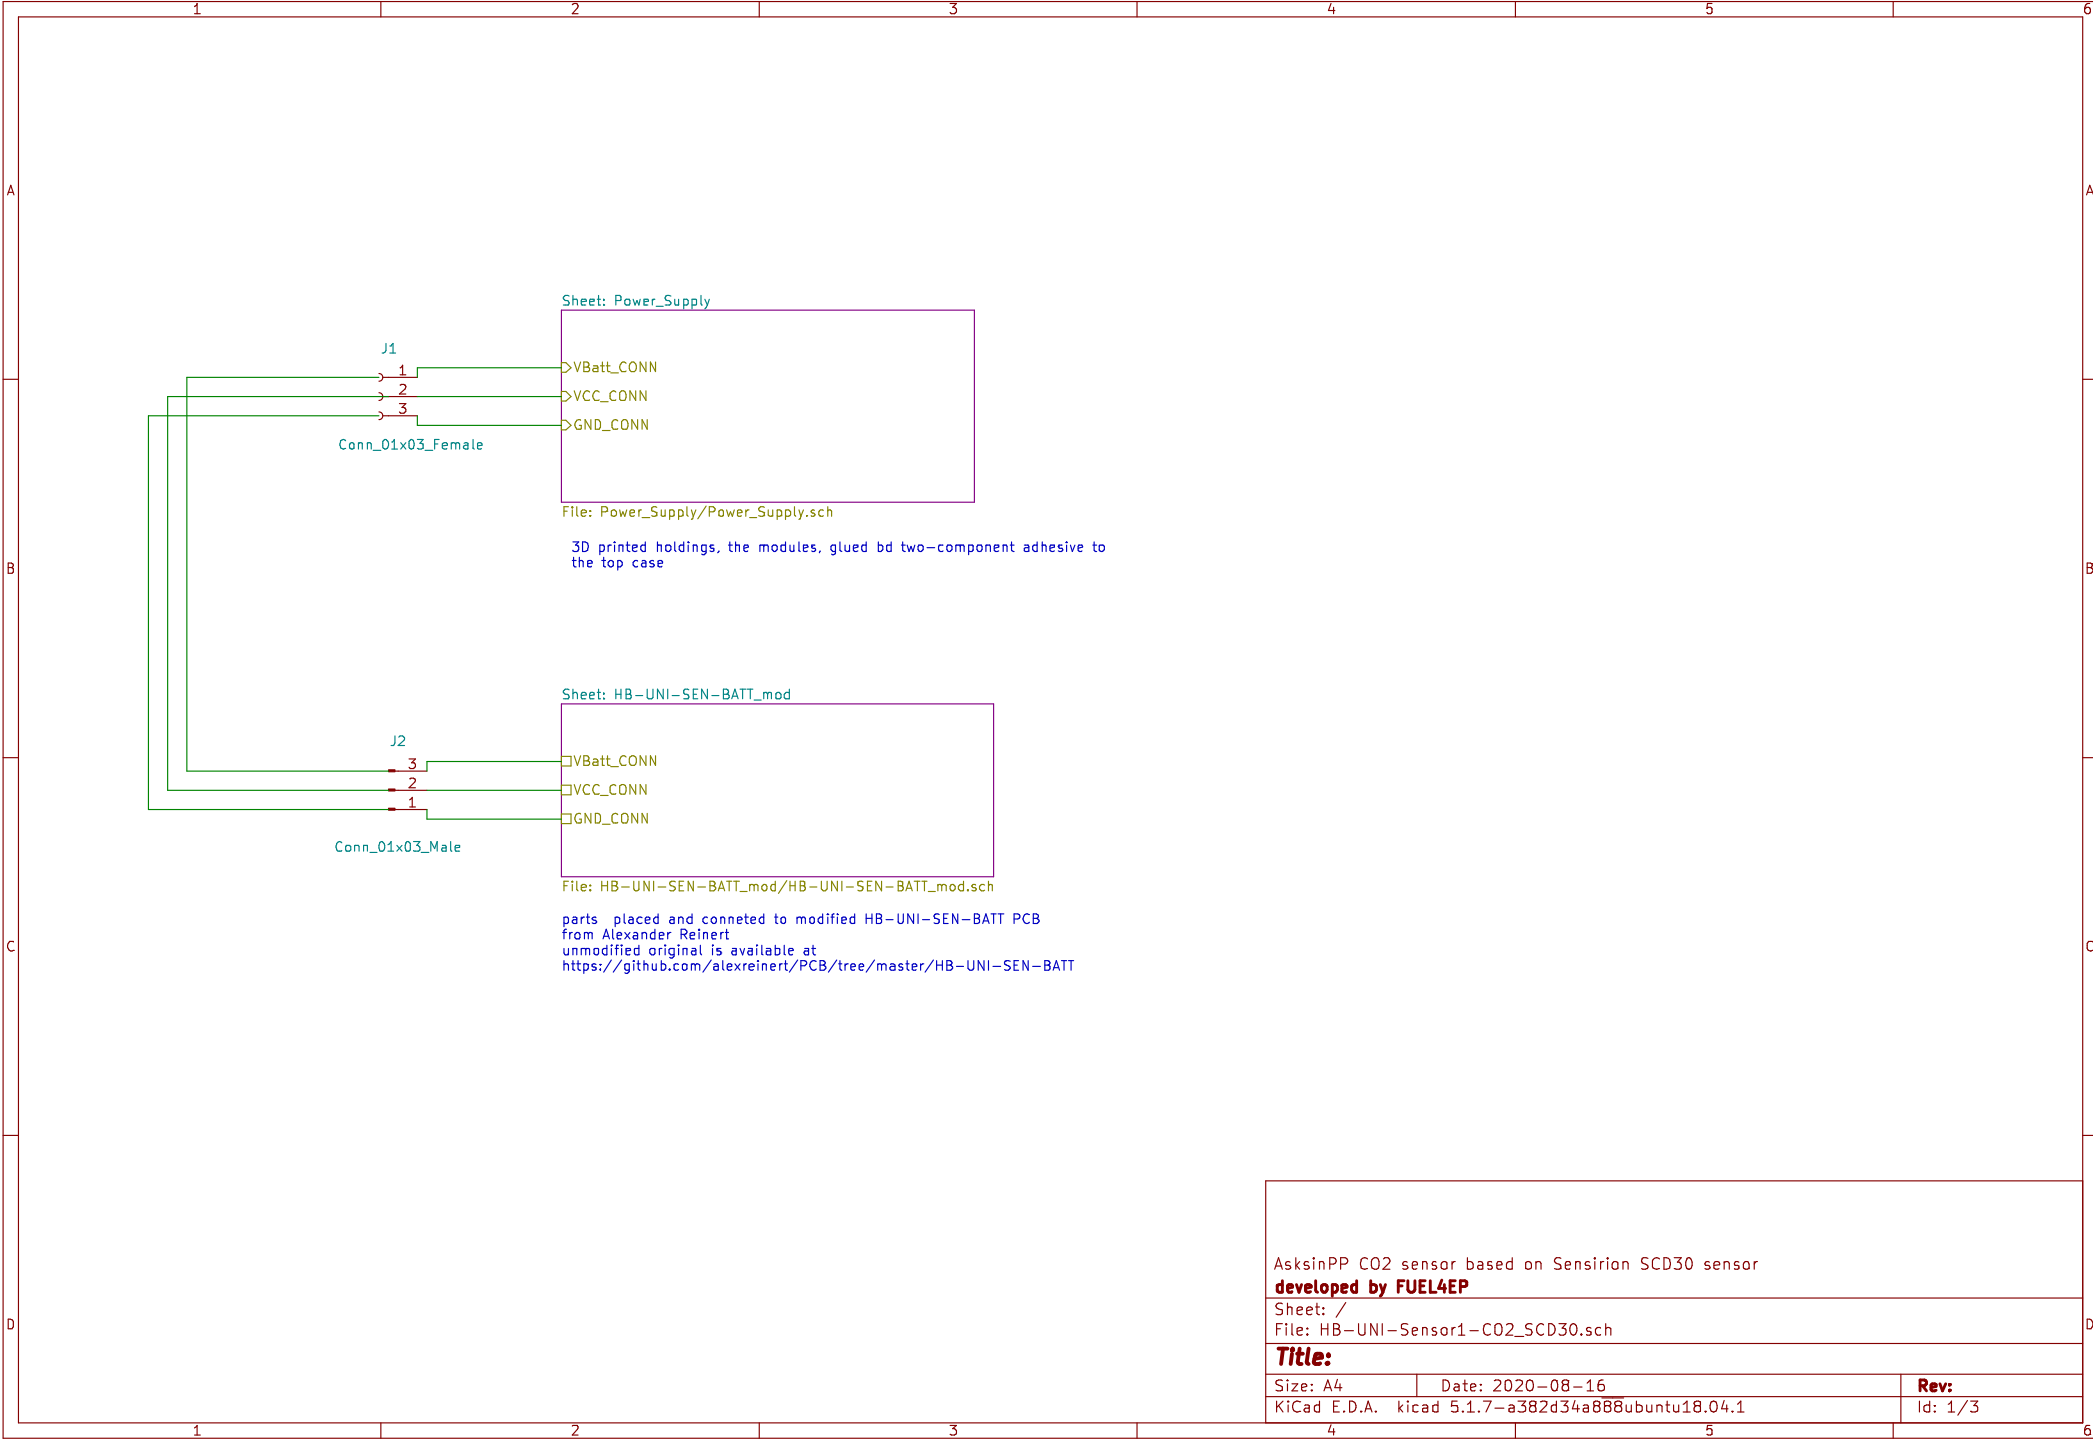 1 2 3 4 5 6
A A
Sheet: Power_Supply
J1
1
2
3
VBatt_CONN
VCC_CONN
GND_CONN
Conn_01x03_Female
File: Power_Supply/Power_Supply.sch
3D printed holdings, the modules, glued bd two-component adhesive to
the top case
B B
Sheet: HB-UNI-SEN-BATT_mod
J2
3
2
1
VBatt_CONN
VCC_CONN
GND_CONN
Conn_01x03_Male
File: HB-UNI-SEN-BATT_mod/HB-UNI-SEN-BATT_mod.sch
parts  placed and conneted to modified HB-UNI-SEN-BATT PCB
from Alexander Reinert
unmodified original is available at
https://github.com/alexreinert/PCB/tree/master/HB-UNI-SEN-BATT
C C
AsksinPP CO2 sensor based on Sensirion SCD30 sensor
developed by FUEL4EP
Sheet: /
File: HB-UNI-Sensor1-CO2_SCD30.sch
D D
Title:
Size: A4 Date: 2020-08-16 Rev:
KiCad E.D.A.  kicad 5.1.7-a382d34a888ubuntu18.04.1 Id: 1/3
1 2 3 4 5 6